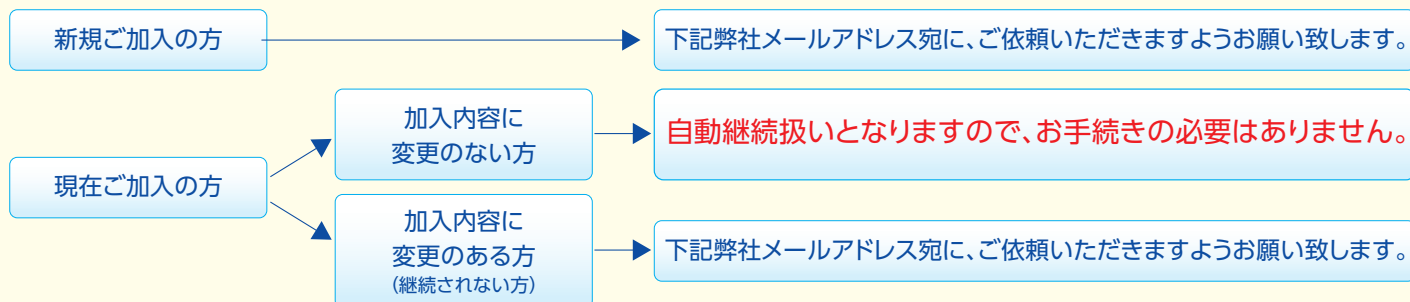 新規ご加入の方
下記弊社メールアドレス宛に、ご依頼いただきますようお願い致します。
加入内容に
変更のない方
自動継続扱いとなりますので、お手続きの必要はありません。
現在ご加入の方
加入内容に
変更のある方
(継続されない方)
下記弊社メールアドレス宛に、ご依頼いただきますようお願い致します。